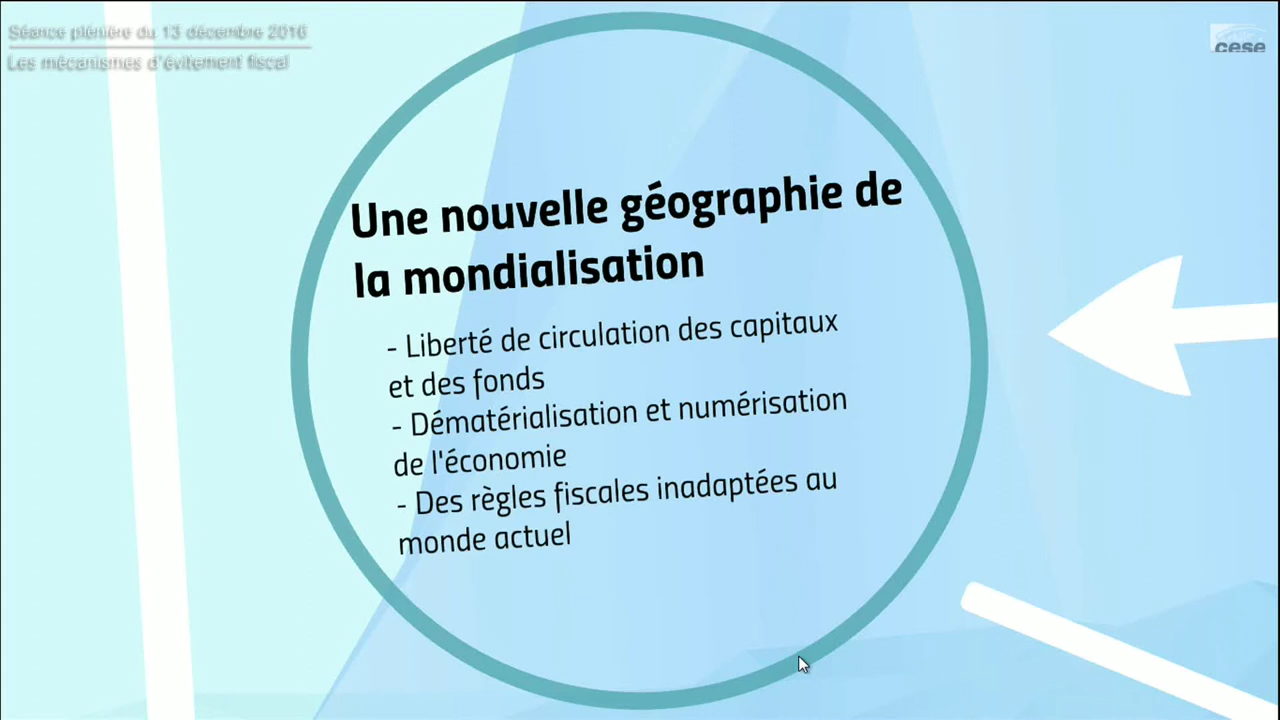 Séance plénière du 13 décembre 2016
Les mécanismes d'évitement fiscal
cese
Une nouvelle géographie de
la mondialisation
- Liberté de circulation des capitaux
et des fonds
- Dématérialisation et numérisation
de l'économie
- Des règles fiscales inadaptées au
monde actuel